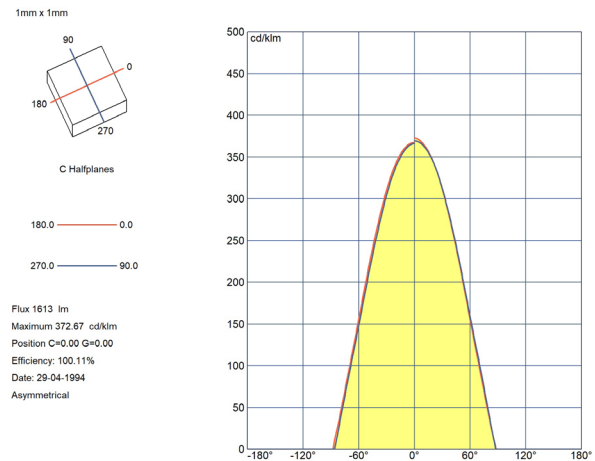 1mm x 1mm
90
0
180
270
C Halfplanes
180.0 0.0
270.0 90.0
Flux 1613 lm
Maximum 372.67 cd/klm
Position C=0.00 G=0.00
Efficiency: 100.11%
Date: 29-04-1994
Asymmetrical
500
cd/klm
450
400
350
300
250
200
150
100
50
0
-180° -120° -60° 0° 60° 120° 180°